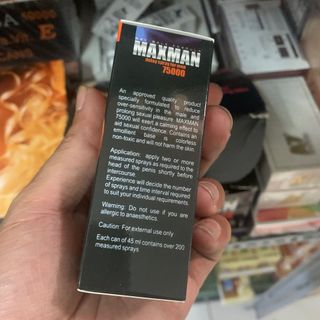 MAXMAN
delay spray for men
75000
An approved quality product
specially formulated to reduce
over-sensitivity in the male and
prolong sexual pleasure MAXMAN
75000 will exert a calming effect to
aid sexual confidence. Contains an
emollient base is colorless
non-toxic and will not harm the skin.
Application: apply two or more
measured sprays as required to the
head of the penis shortly before
intercourse.
Experience will decide the number
of sprays and time interval required
to suit your individual requirements.
Warning: Do not use if you are
allergic to anaesthetics.
Caution: For external use only
Each can of 45 ml contains over 200
measured sprays